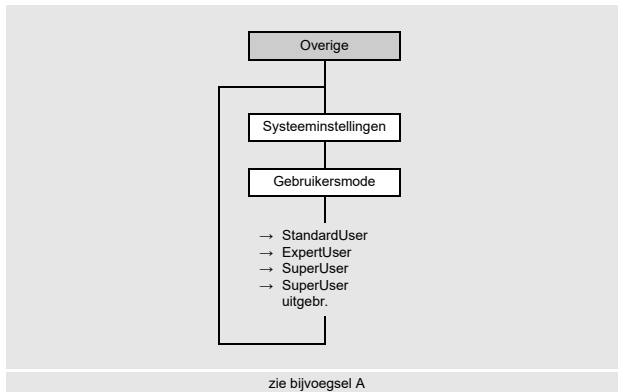 Overige
Systeeminstellingen
Gebruikersmode
→ StandardUser
→ ExpertUser
→ SuperUser
→ SuperUser
uitgebr.
zie bijvoegsel A